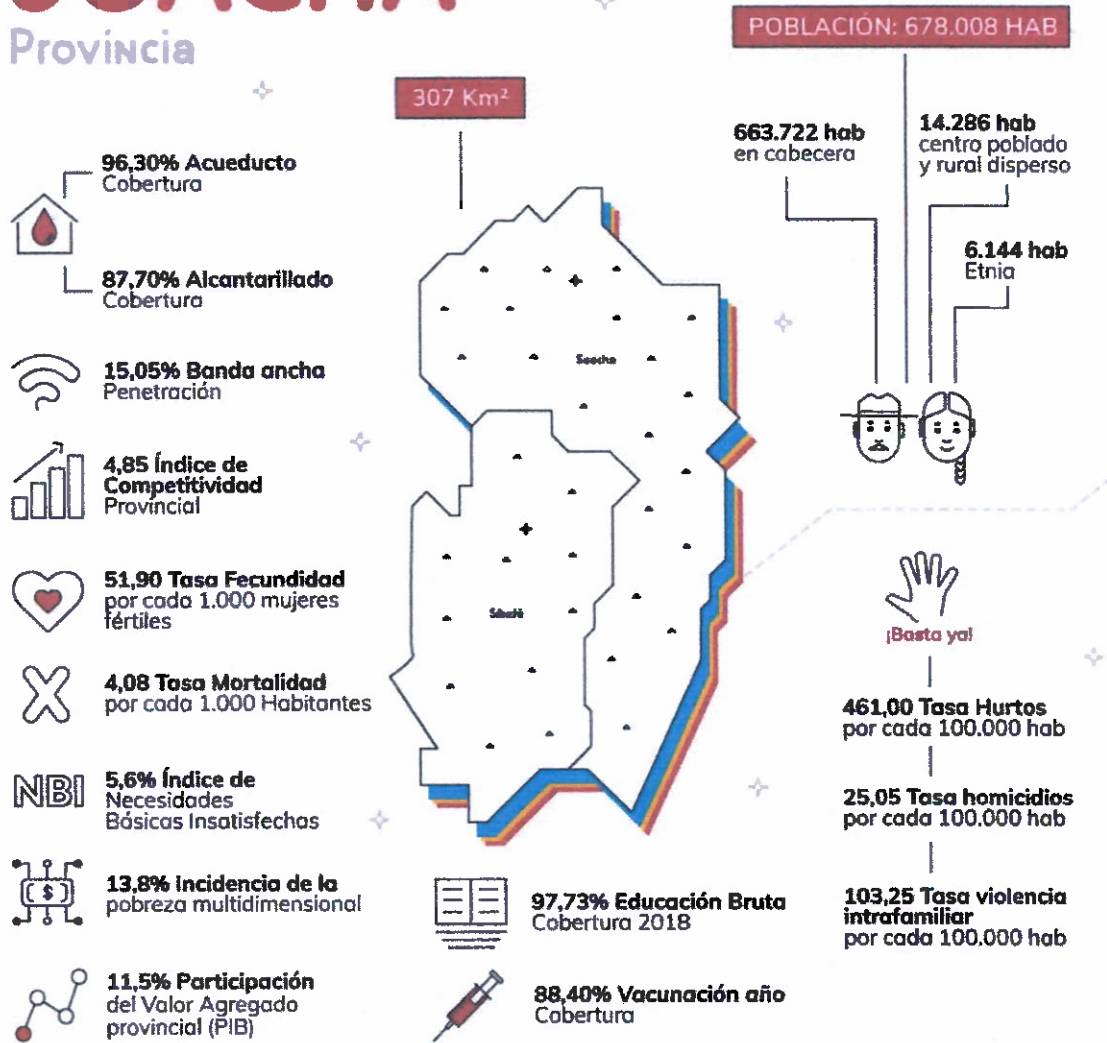 SOACHA
Provincia
POBLACIÓN: 678.008 HAB
307 Km²
663.722 hab
en cabecera
14.286 hab
centro poblado
y rural disperso
6.144 hab
Etnia
96,30% Acueducto
Cobertura
87,70% Alcantarillado
Cobertura
15,05% Banda ancha
Penetración
4,85 Índice de
Competitividad
Provincial
51,90 Tasa Fecundidad
por cada 1.000 mujeres
fértiles
4,08 Tasa Mortalidad
por cada 1.000 Habitantes
NBI
5,6% Índice de
Necesidades
Básicas Insatisfechas
$
13,8% Incidencia de la
pobreza multidimensional
11,5% Participación
del Valor Agregado
provincial (PIB)
Soacha
Sibaté
97,73% Educación Bruta
Cobertura 2018
88,40% Vacunación año
Cobertura
¡Basta ya!
461,00 Tasa Hurtos
por cada 100.000 hab
25,05 Tasa homicidios
por cada 100.000 hab
103,25 Tasa violencia
intrafamiliar
por cada 100.000 hab